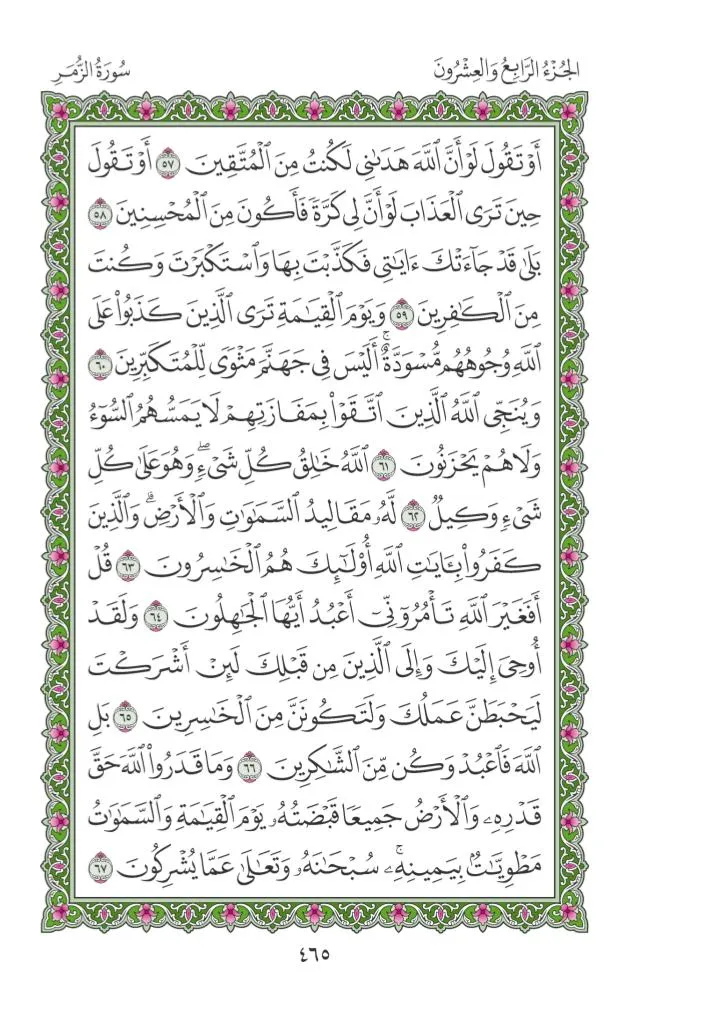 الجُزْءُ الرَّابِعُ وَالعِشْرُونَ
سُورَةُ الزُّمَرِ
أَوْ تَقُولَ لَوْ أَنَّ ٱللَّهَ هَدَىٰنِى لَكُنتُ مِنَ ٱلْمُتَّقِينَ ٥٧ أَوْ تَقُولَ
حِينَ تَرَى ٱلْعَذَابَ لَوْ أَنَّ لِى كَرَّةً فَأَكُونَ مِنَ ٱلْمُحْسِنِينَ ٥٨
بَلَىٰ قَدْ جَآءَتْكَ ءَايَٰتِى فَكَذَّبْتَ بِهَا وَٱسْتَكْبَرْتَ وَكُنتَ
مِنَ ٱلْكَٰفِرِينَ ٥٩ وَيَوْمَ ٱلْقِيَٰمَةِ تَرَى ٱلَّذِينَ كَذَبُوا۟ عَلَى
ٱللَّهِ وُجُوهُهُم مُّسْوَدَّةٌ ۚ أَلَيْسَ فِى جَهَنَّمَ مَثْوًى لِّلْمُتَكَبِّرِينَ ٦٠
وَيُنَجِّى ٱللَّهُ ٱلَّذِينَ ٱتَّقَوْا۟ بِمَفَازَتِهِمْ لَا يَمَسُّهُمُ ٱلسُّوٓءُ
وَلَا هُمْ يَحْزَنُونَ ٦١ ٱللَّهُ خَٰلِقُ كُلِّ شَىْءٍ ۖ وَهُوَ عَلَىٰ كُلِّ
شَىْءٍ وَكِيلٌ ٦٢ لَّهُۥ مَقَالِيدُ ٱلسَّمَٰوَٰتِ وَٱلْأَرْضِ ۗ وَٱلَّذِينَ
كَفَرُوا۟ بِـَٔايَٰتِ ٱللَّهِ أُو۟لَٰٓئِكَ هُمُ ٱلْخَٰسِرُونَ ٦٣ قُلْ
أَفَغَيْرَ ٱللَّهِ تَأْمُرُوٓنِّىٓ أَعْبُدُ أَيُّهَا ٱلْجَٰهِلُونَ ٦٤ وَلَقَدْ
أُوحِىَ إِلَيْكَ وَإِلَى ٱلَّذِينَ مِن قَبْلِكَ لَئِنْ أَشْرَكْتَ
لَيَحْبَطَنَّ عَمَلُكَ وَلَتَكُونَنَّ مِنَ ٱلْخَٰسِرِينَ ٦٥ بَلِ
ٱللَّهَ فَٱعْبُدْ وَكُن مِّنَ ٱلشَّٰكِرِينَ ٦٦ وَمَا قَدَرُوا۟ ٱللَّهَ حَقَّ
قَدْرِهِۦ وَٱلْأَرْضُ جَمِيعًا قَبْضَتُهُۥ يَوْمَ ٱلْقِيَٰمَةِ وَٱلسَّمَٰوَٰتُ
مَطْوِيَّٰتٌۢ بِيَمِينِهِۦ ۚ سُبْحَٰنَهُۥ وَتَعَٰلَىٰ عَمَّا يُشْرِكُونَ ٦٧
٤٦٥